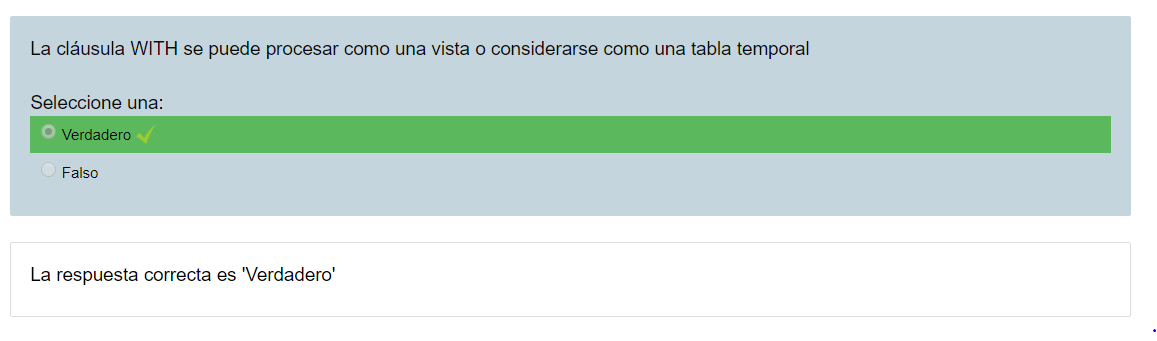 La cláusula WITH se puede procesar como una vista o considerarse como una tabla temporal
Seleccione una:
Verdadero
Falso
La respuesta correcta es 'Verdadero'